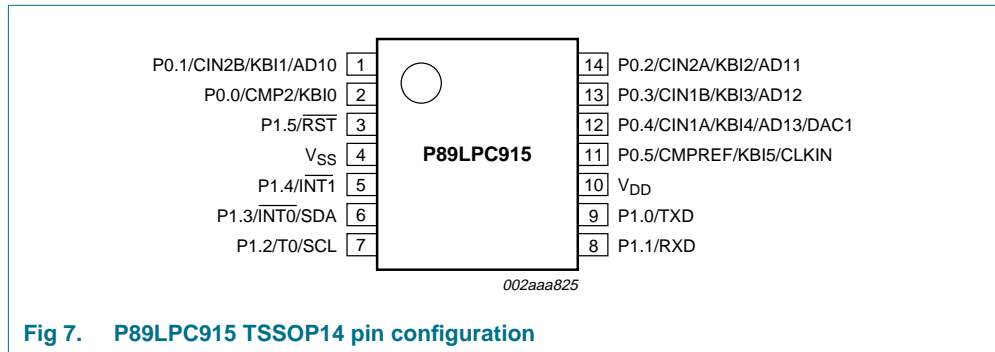 P0.1/CIN2B/KBI1/AD10 1
P0.0/CMP2/KBI0 2
P1.5/RST 3
VSS 4
P1.4/INT1 5
P1.3/INT0/SDA 6
P1.2/T0/SCL 7
P89LPC915
14 P0.2/CIN2A/KBI2/AD11
13 P0.3/CIN1B/KBI3/AD12
12 P0.4/CIN1A/KBI4/AD13/DAC1
11 P0.5/CMPREF/KBI5/CLKIN
10 VDD
9 P1.0/TXD
8 P1.1/RXD
002aaa825
Fig 7. P89LPC915 TSSOP14 pin configuration